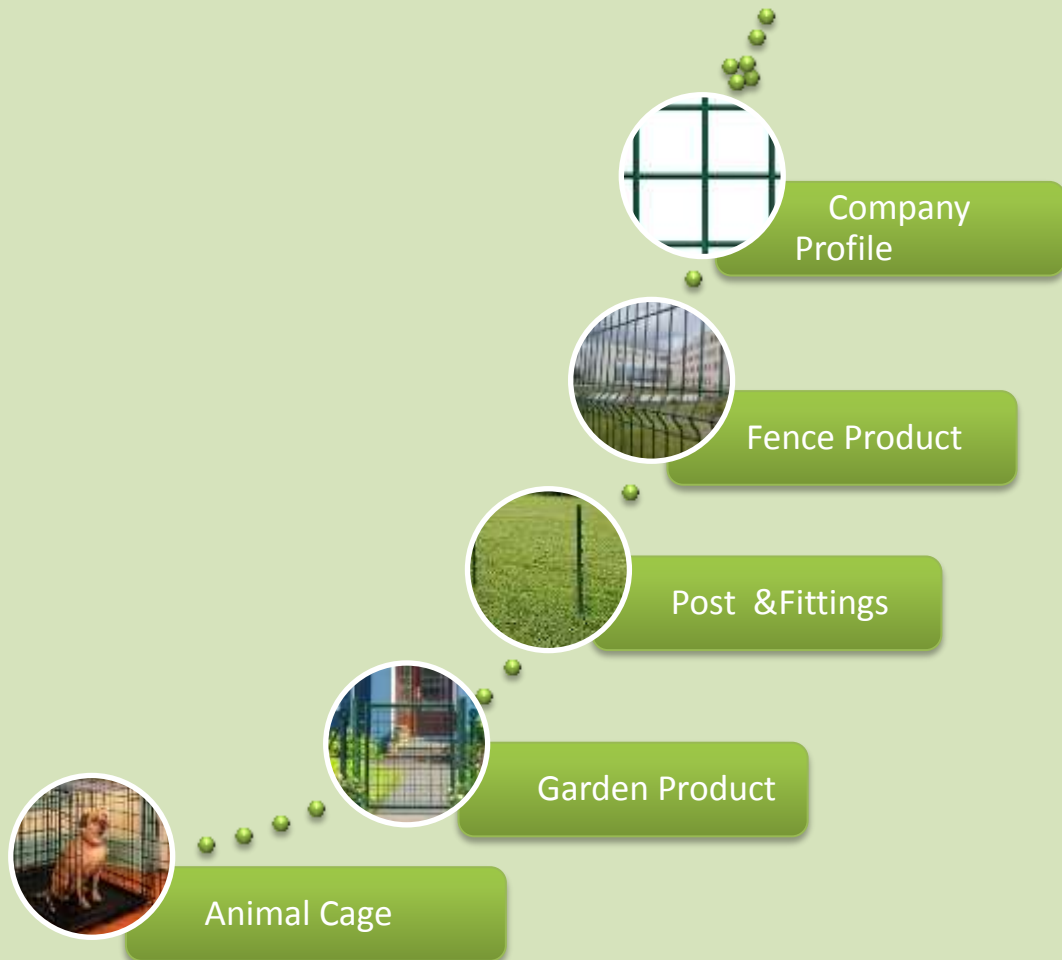 Company
Profile
Fence Product
Post &Fittings
Garden Product
Animal Cage